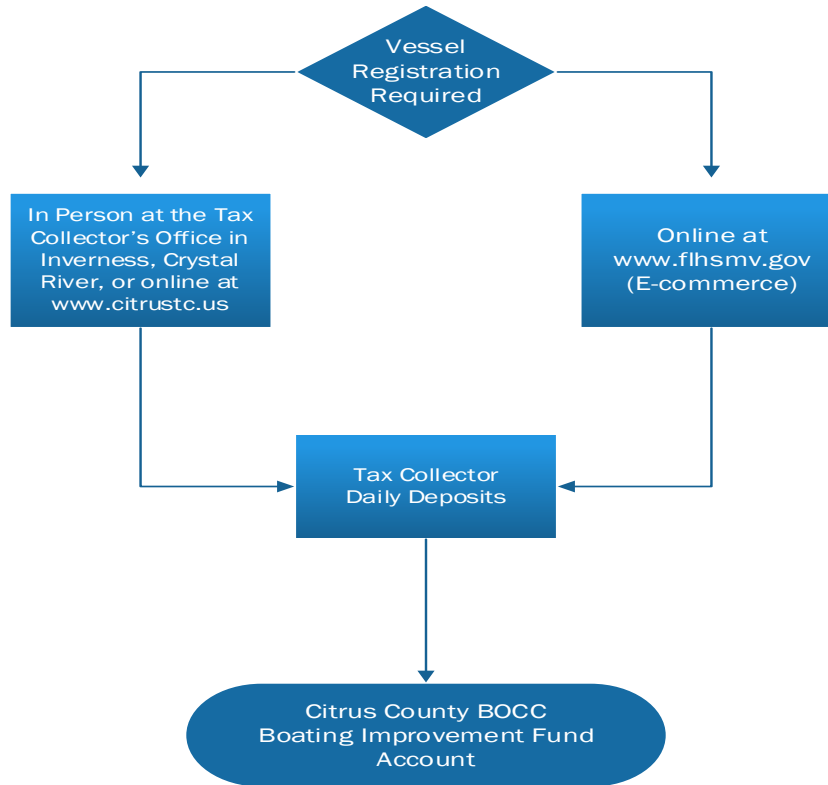 Vessel
Registration
Required
In Person at the Tax
Collector's Office in
Inverness, Crystal
River, or online at
www.citrustc.us
Online at
www.flhsmv.gov
(E-commerce)
Tax Collector
Daily Deposits
Citrus County BOCC
Boating Improvement Fund
Account